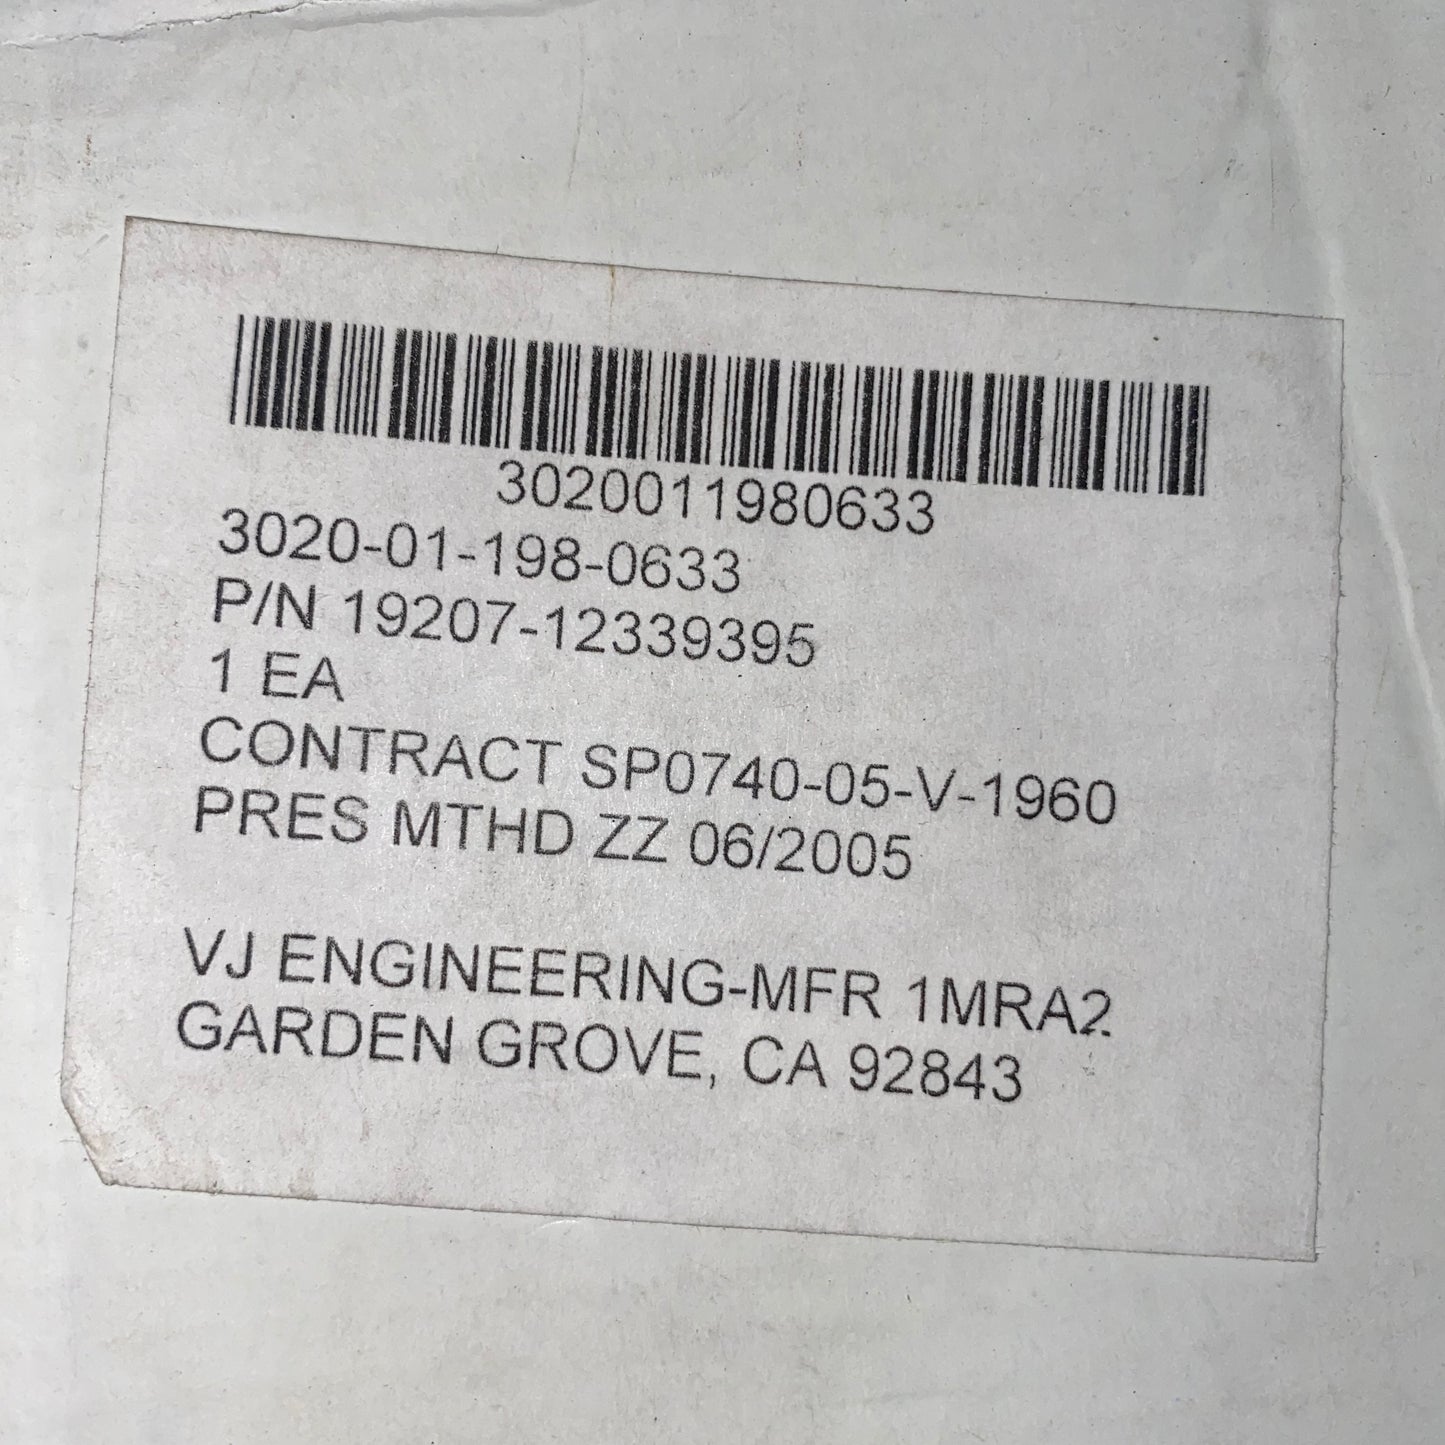 3020011980633
3020-01-198-0633
P/N 19207-12339395
1 EA
CONTRACT SP0740-05-V-1960
PRES MTHD ZZ 06/2005
VJ ENGINEERING-MFR 1MRA2
GARDEN GROVE, CA 92843